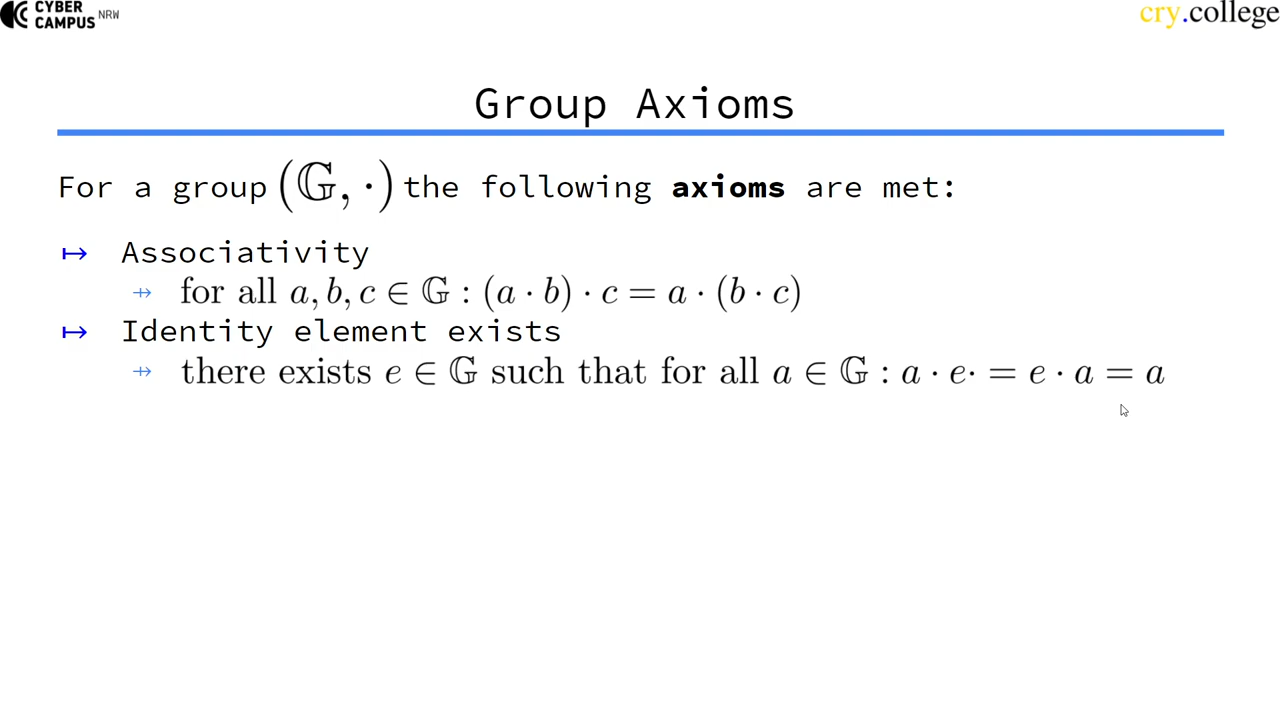 CYBER CAMPUS NRW
cry.college
Group Axioms
For a group (𝔾, ·) the following axioms are met:
↦ Associativity
⇸ for all a, b, c ∈ 𝔾 : (a · b) · c = a · (b · c)
↦ Identity element exists
⇸ there exists e ∈ 𝔾 such that for all a ∈ 𝔾 : a · e· = e · a = a